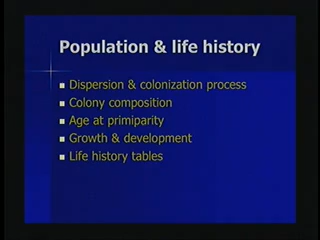 Population & life history
Dispersion & colonization process
Colony composition
Age at primiparity
Growth & development
Life history tables